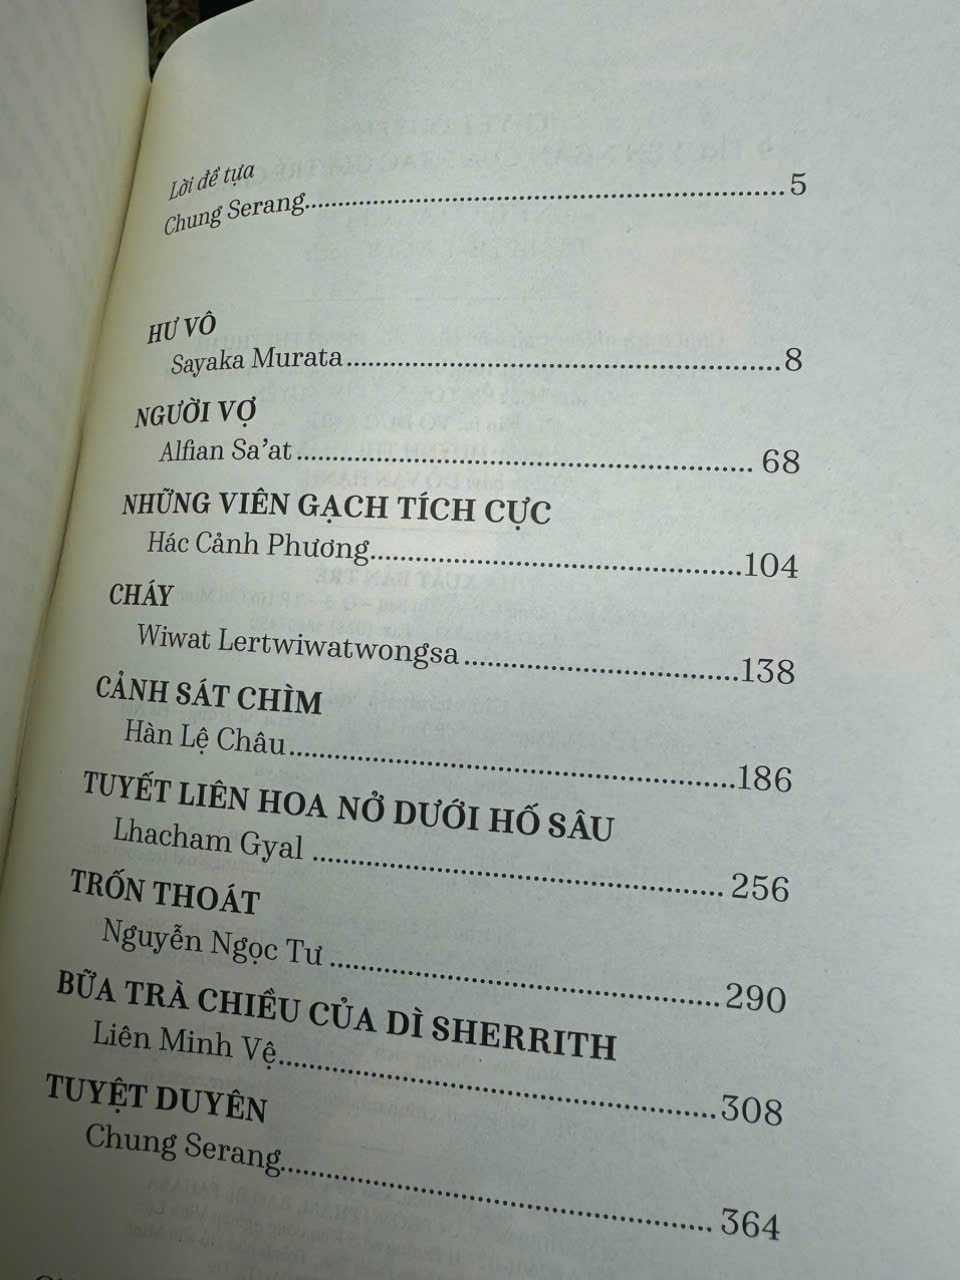 Lời đề tựa
Chung Serang........................................................5
HƯ VÔ
Sayaka Murata........................................................8
NGƯỜI VỢ
Alfian Sa’at........................................................ 68
NHỮNG VIÊN GẠCH TÍCH CỰC
Hác Cảnh Phương................................................104
CHÁY
Wiwat Lertwiwatwongsa...................................138
CẢNH SÁT CHÌM
Hàn Lệ Châu.......................................................186
TUYẾT LIÊN HOA NỞ DƯỚI HỐ SÂU
Lhacham Gyal .................................................... 256
TRỐN THOÁT
Nguyễn Ngọc Tư .................................................290
BỮA TRÀ CHIỀU CỦA DÌ SHERRITH
Liên Minh Vệ.......................................................308
TUYỆT DUYÊN
Chung Serang..................................................... 364